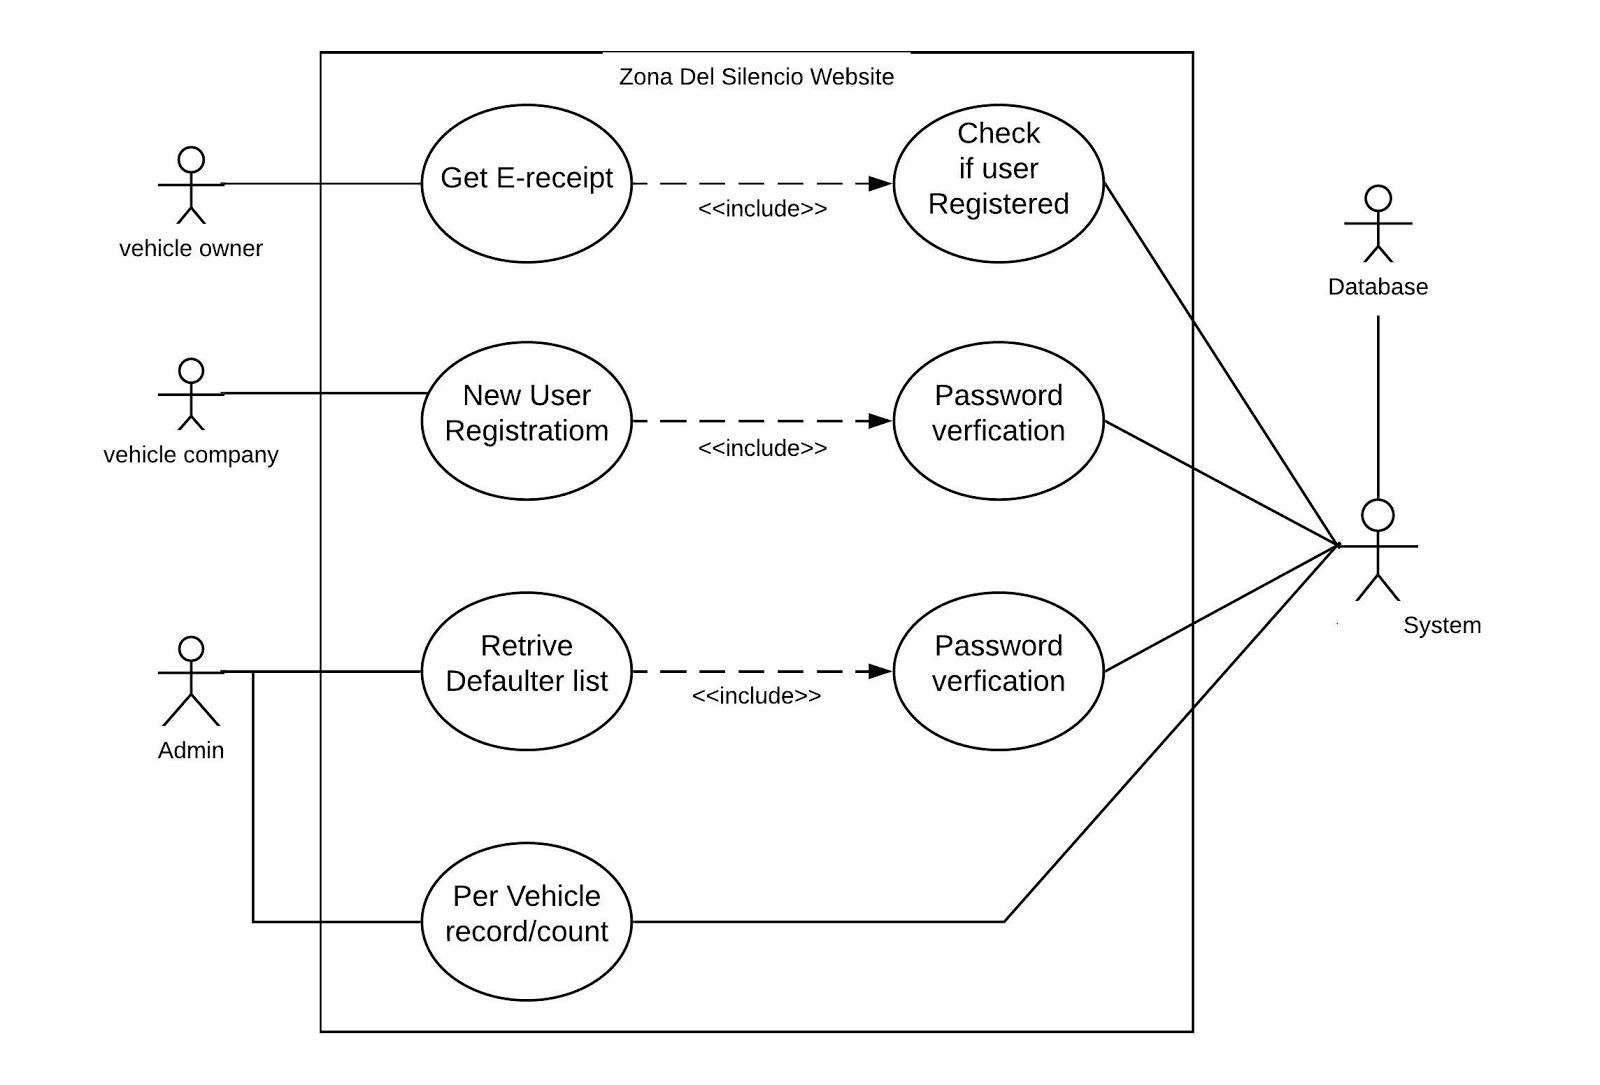 Zona Del Silencio Website
Get E-receipt
<<include>>
Check
if user
Registered
vehicle owner
Database
New User
Registratiom
<<include>>
Password
verfication
vehicle company
System
Retrive
Defaulter list
<<include>>
Password
verfication
Admin
Per Vehicle
record/count